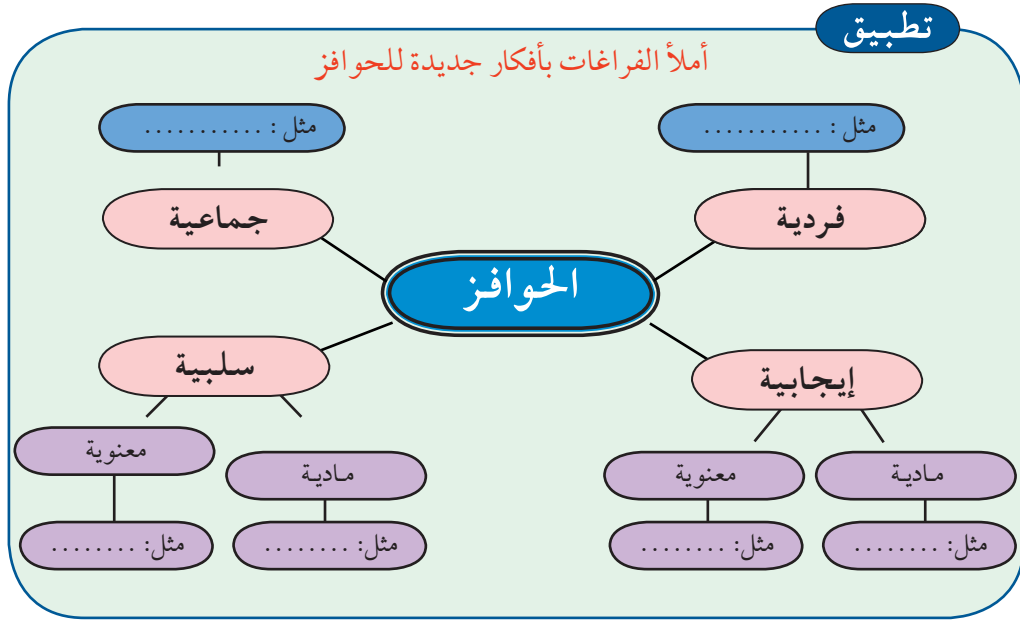 تطبيق
أملأ الفراغات بأفكار جديدة للحوافز
مثل : ...........
مثل : ...........
فردية
جماعية
الحوافز
إيجابية
سلبية
مادية
معنوية
مادية
معنوية
مثل: ........
مثل: ........
مثل: ........
مثل: ........